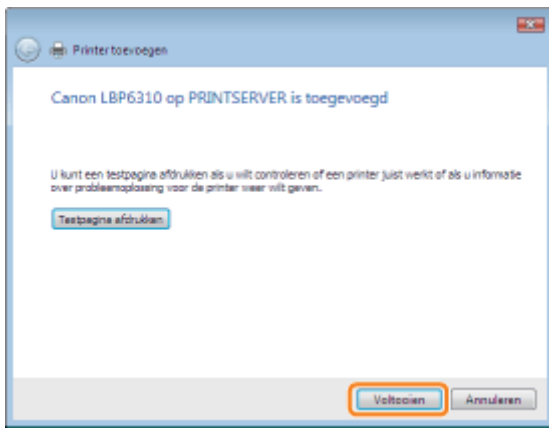 Printer toevoegen
Canon LBP6310 op PRINTSERVER is toegevoegd
U kunt een testpagina afdrukken als u wilt controleren of een printer juist werkt of als u informatie
over probleemoplossing voor de printer weer wilt geven.
Testpagina afdrukken
Voltooien
Annuleren